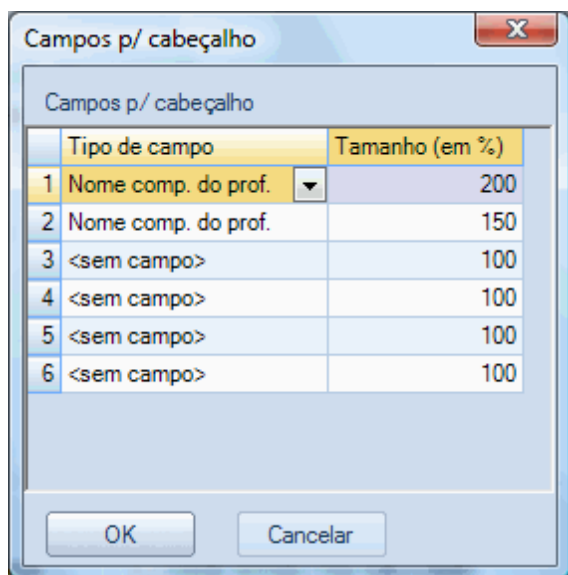 Campos p/ cabeçalho
Campos p/ cabeçalho
Tipo de campo Tamanho (em %)
1 Nome comp. do prof. 200
2 Nome comp. do prof. 150
3 <sem campo> 100
4 <sem campo> 100
5 <sem campo> 100
6 <sem campo> 100
OK Cancelar